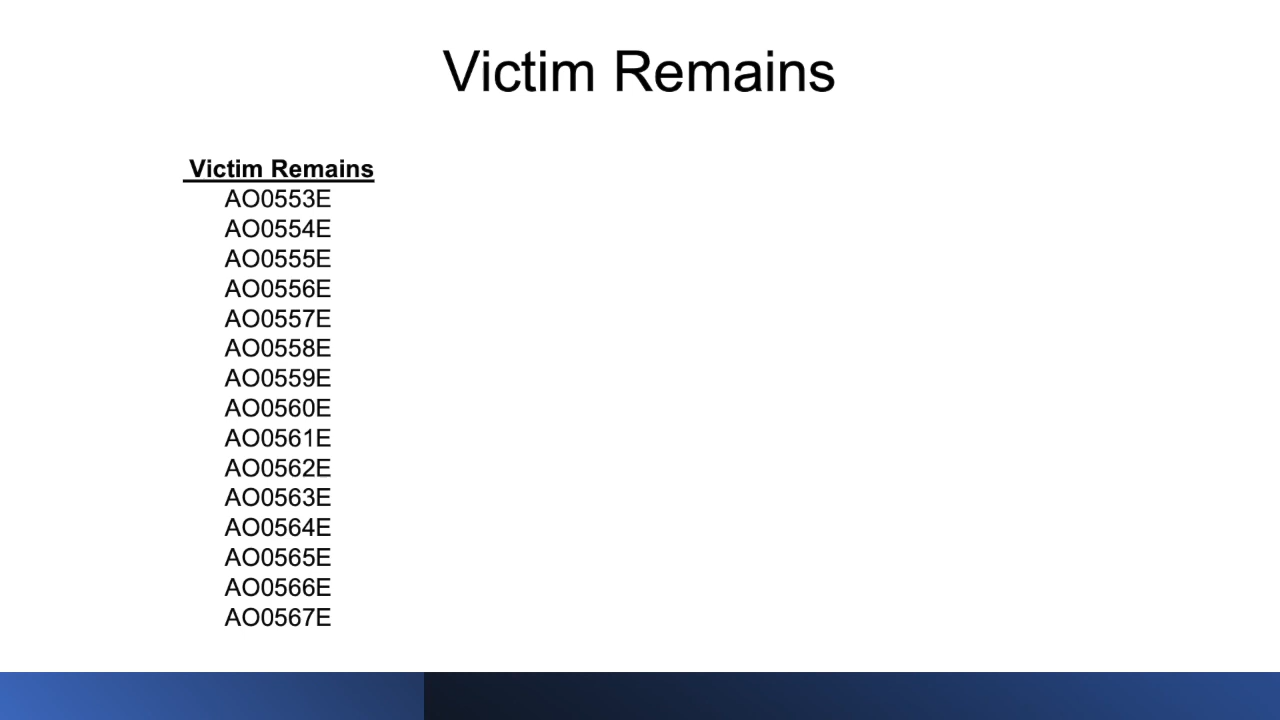 Victim Remains
Victim Remains
AO0553E
AO0554E
AO0555E
AO0556E
AO0557E
AO0558E
AO0559E
AO0560E
AO0561E
AO0562E
AO0563E
AO0564E
AO0565E
AO0566E
AO0567E